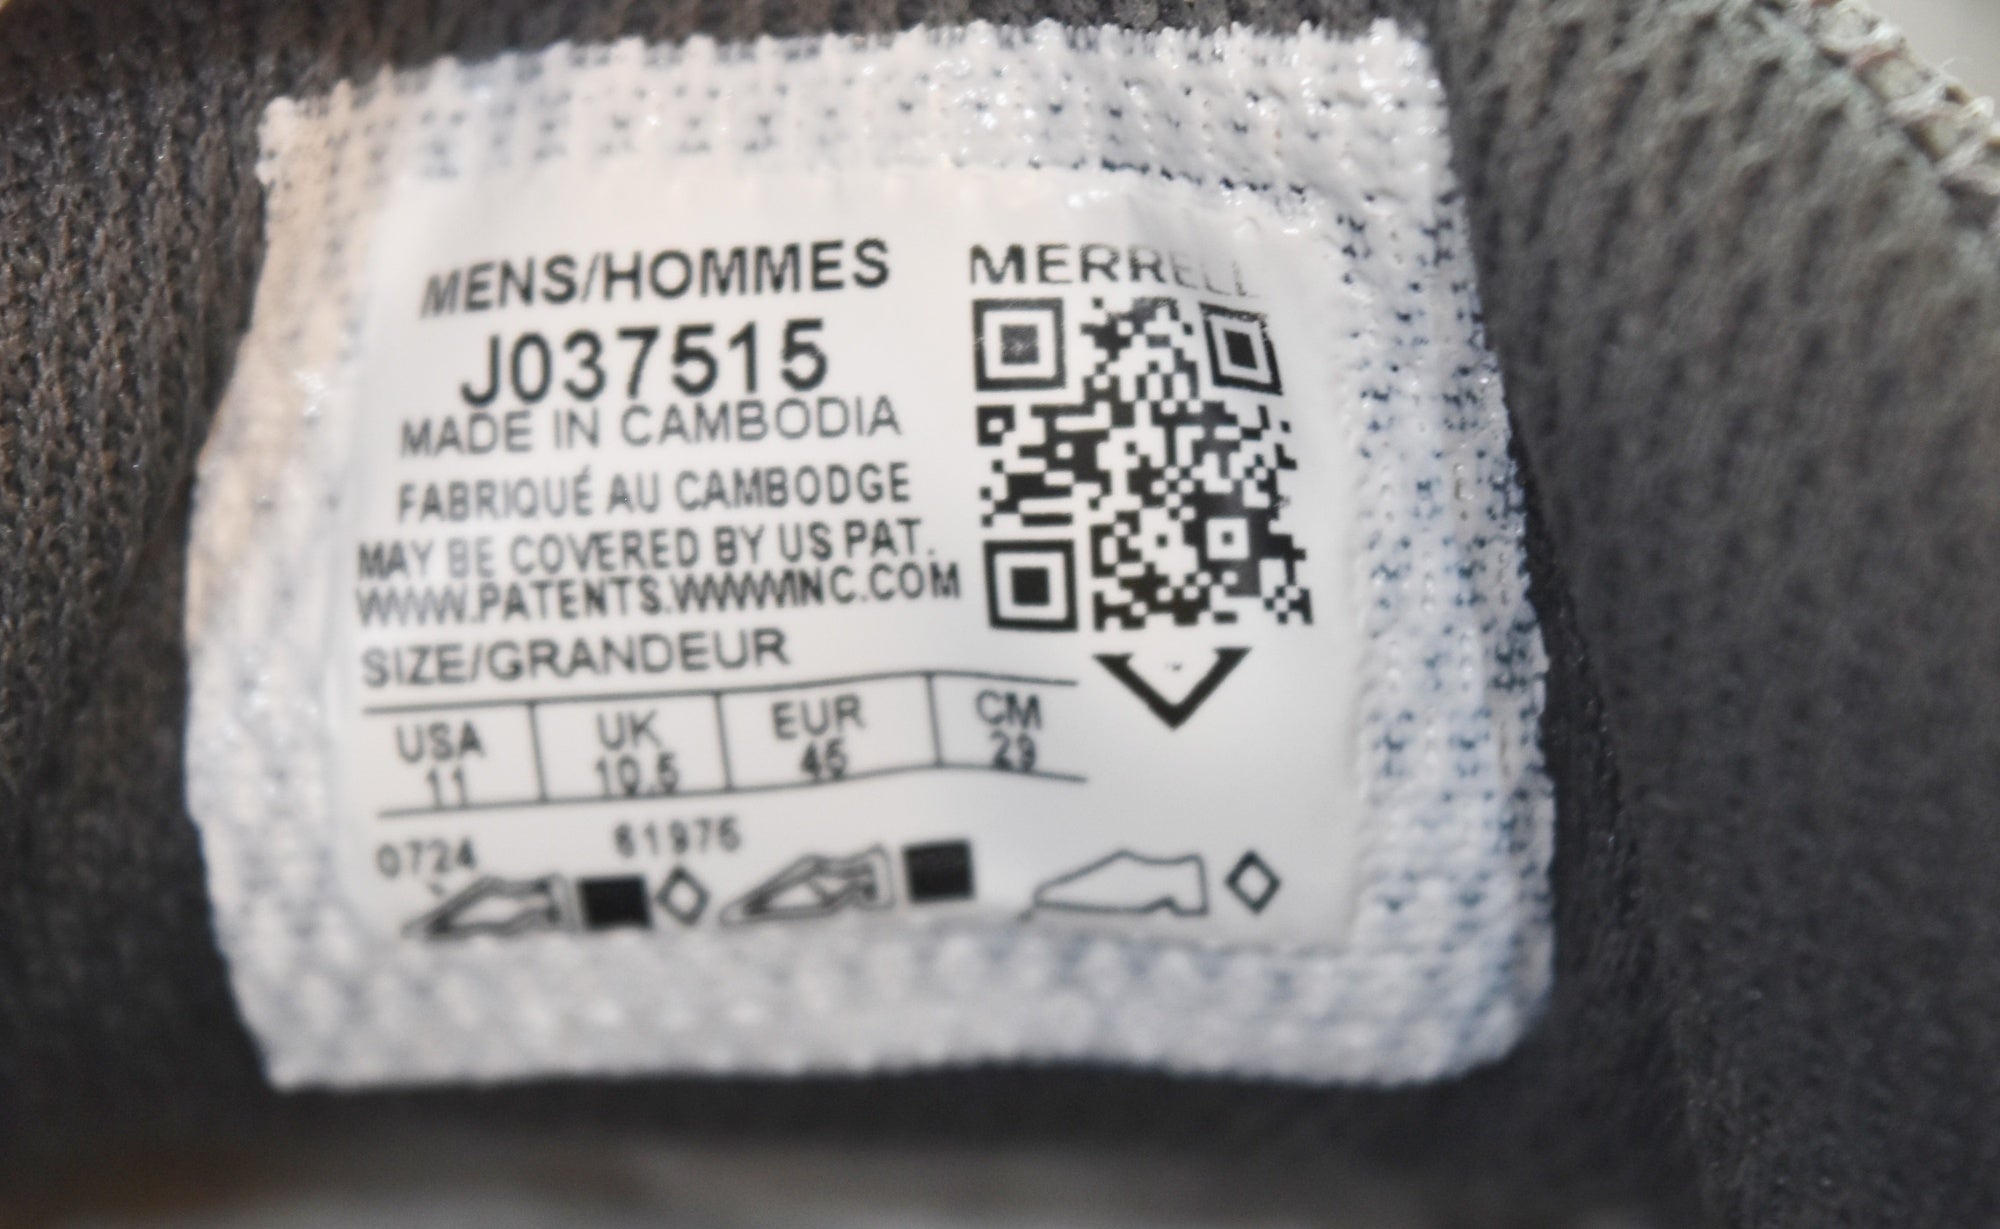 MENS/HOMMES
J037515
MADE IN CAMBODIA
FABRIQUÉ AU CAMBODGE
MAY BE COVERED BY US PAT.
WWW.PATENTS.WWWINC.COM
MERRELL
SIZE/GRANDEUR
USA UK EUR CM
11 10.5 45 29
0724 61976